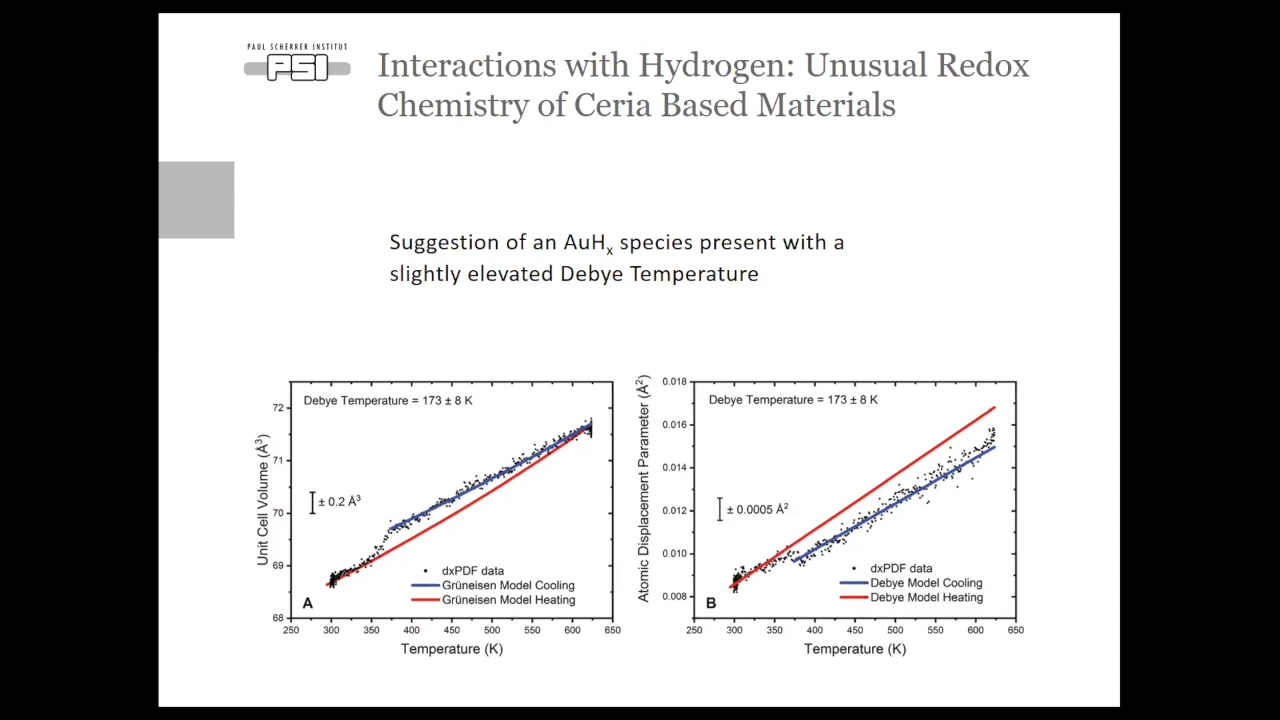 PAUL SCHERRER INSTITUT
PSI
Interactions with Hydrogen: Unusual Redox
Chemistry of Ceria Based Materials
Suggestion of an AuHₓ species present with a
slightly elevated Debye Temperature
Debye Temperature = 173 ± 8 K
72
71
70
69
68
Unit Cell Volume (Å³)
± 0.2 Å³
dxPDF data
Grüneisen Model Cooling
Grüneisen Model Heating
A
250 300 350 400 450 500 550 600 650
Temperature (K)
Debye Temperature = 173 ± 8 K
0.018
0.016
0.014
0.012
0.010
0.008
Atomic Displacement Parameter (Å²)
± 0.0005 Å²
dxPDF data
Debye Model Cooling
Debye Model Heating
B
250 300 350 400 450 500 550 600 650
Temperature (K)